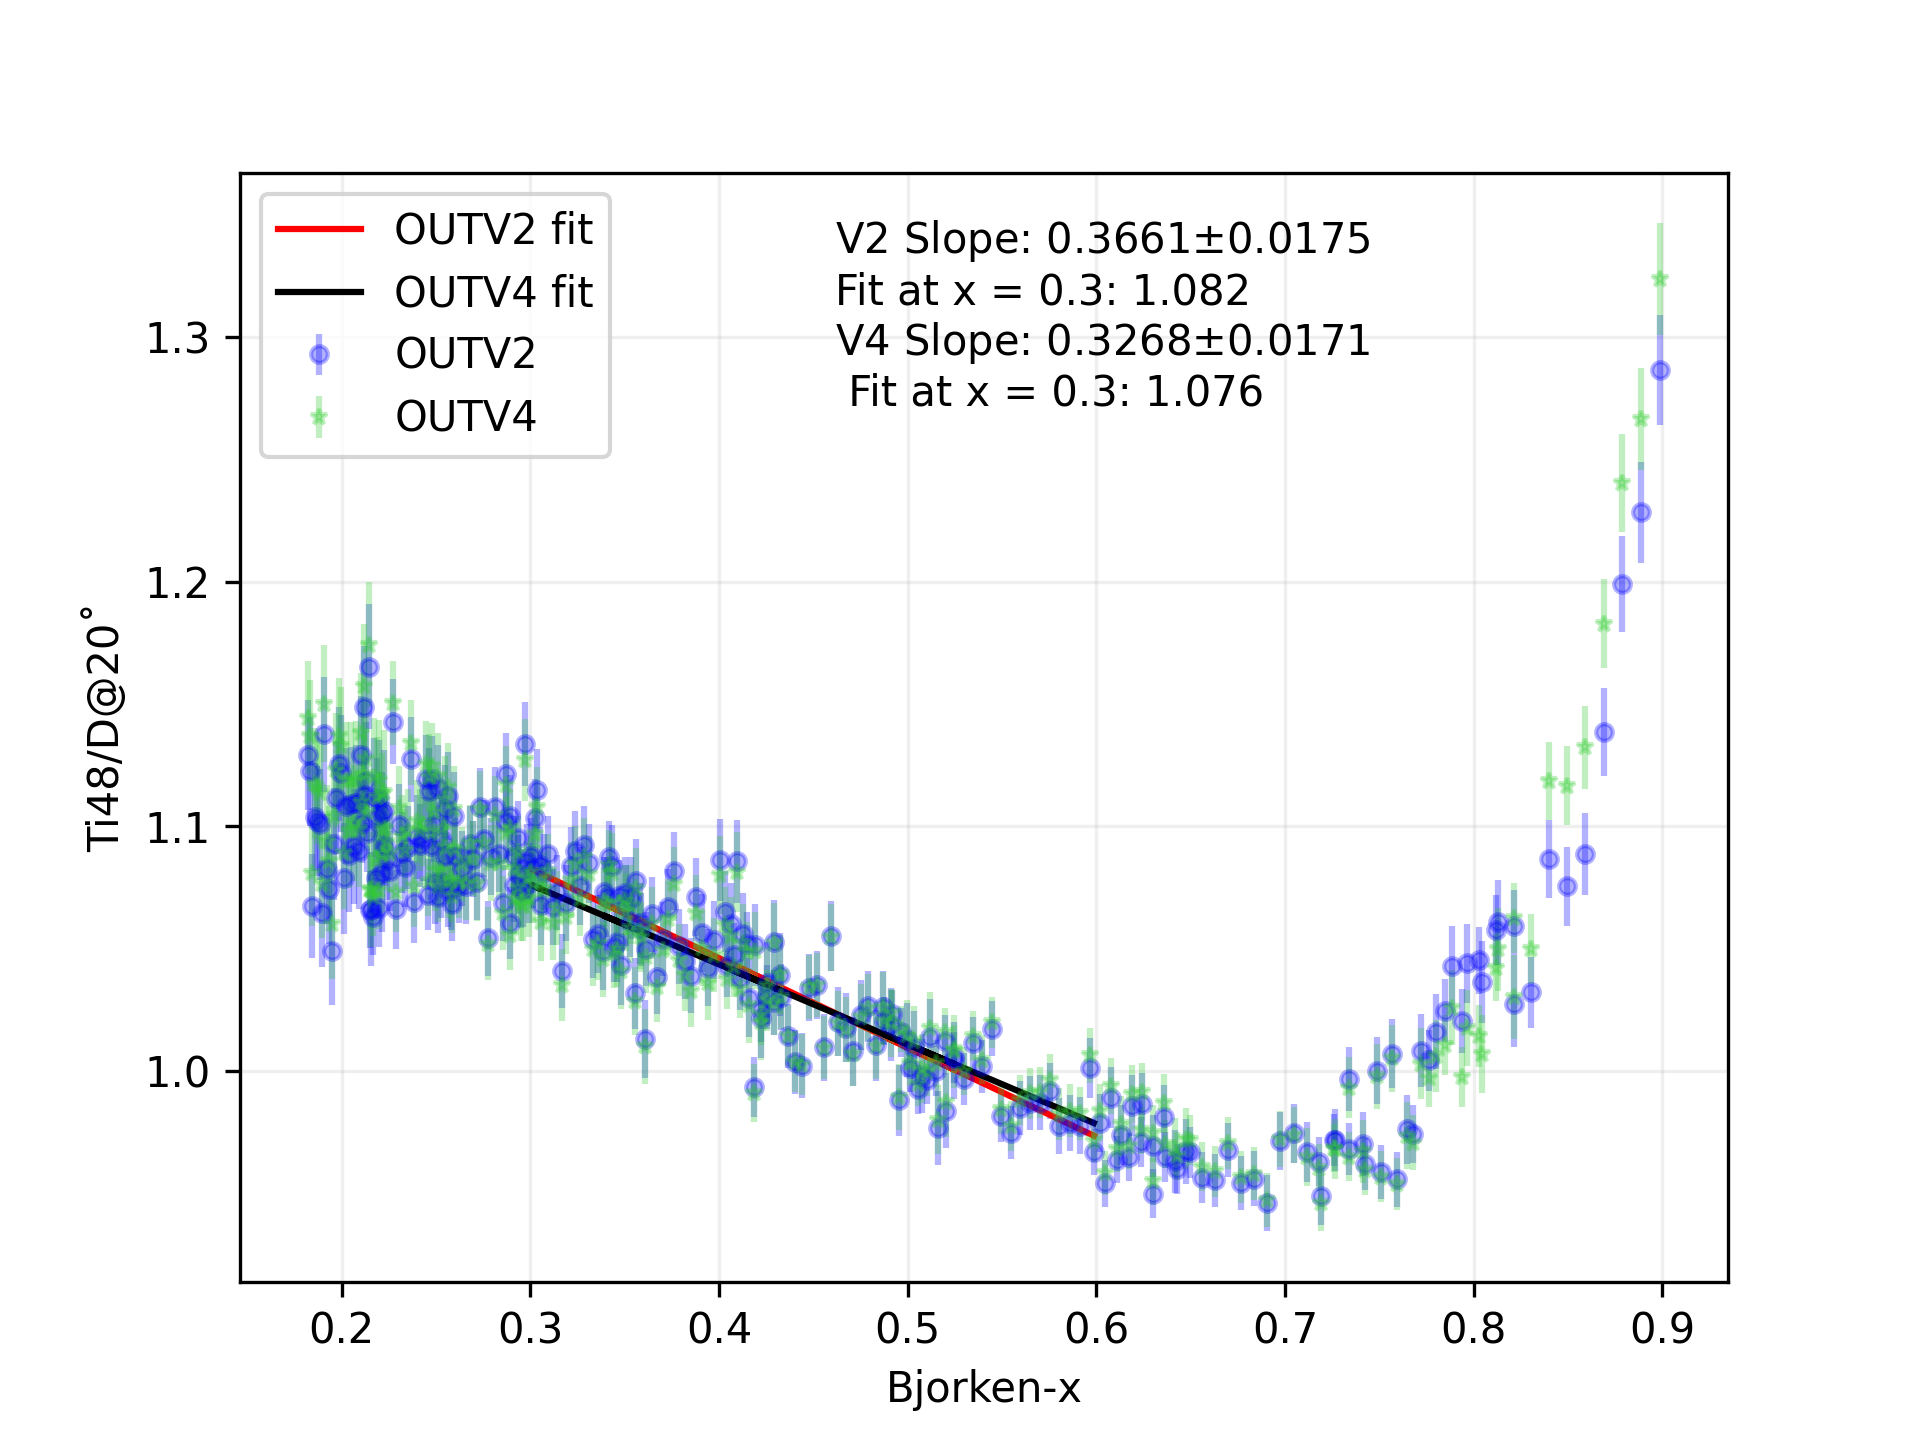 OUTV2 fit
OUTV4 fit
OUTV2
OUTV4
V2 Slope: 0.3661±0.0175
Fit at x = 0.3: 1.082
V4 Slope: 0.3268±0.0171
Fit at x = 0.3: 1.076
Ti48/D@20°
1.3
1.2
1.1
1.0
0.2 0.3 0.4 0.5 0.6 0.7 0.8 0.9
Bjorken-x